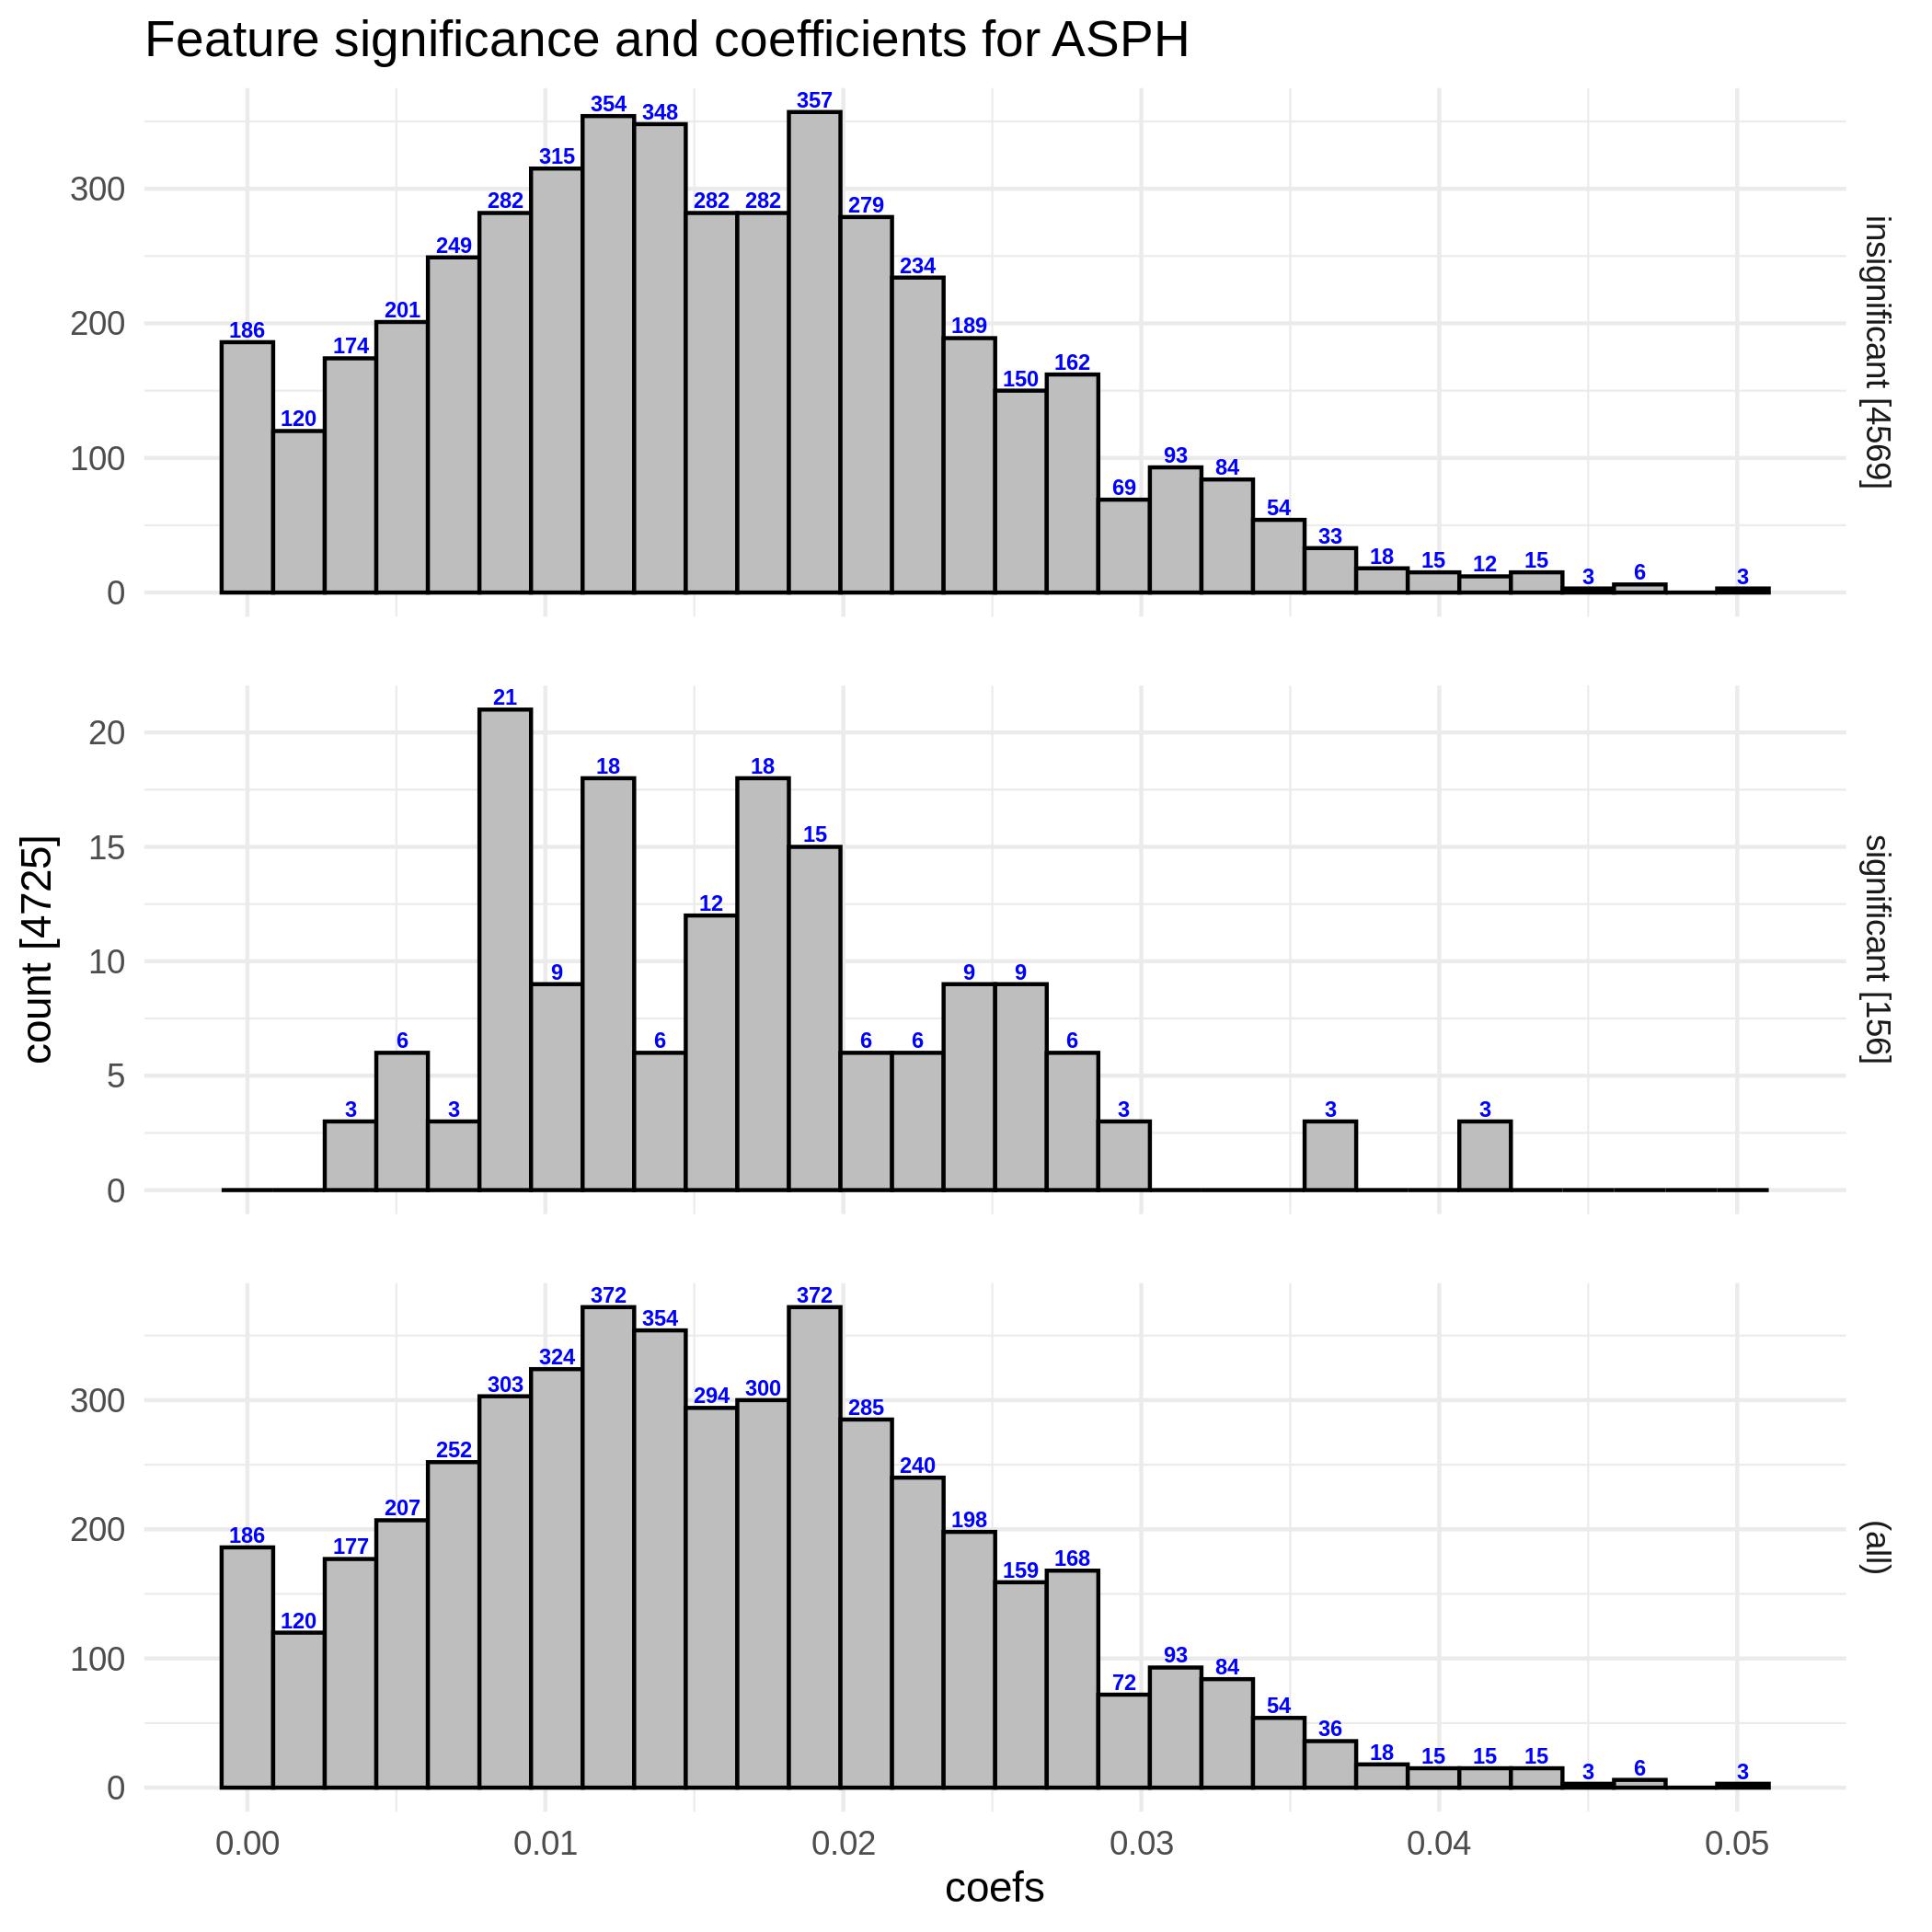 Feature significance and coefficients for ASPH
354 348 357
315
282 282 282 279
249 234
201 186 174 189
162 150
120
93 84
69
54
33
18 15 12 15
3 6 3
300
200
100
0
insignificant [4569]
21
18 18
15
12
9 9 9
6 6 6 6 6
3 3 3 3 3
20
15
10
5
0
significant [156]
count [4725]
372 354 372
324
303 294 300 285
252 240
207 198
186 177 168 159
120
93 84
72
54
36
18 15 15 15
3 6 3
300
200
100
0
(all)
0.00 0.01 0.02 0.03 0.04 0.05
coefs